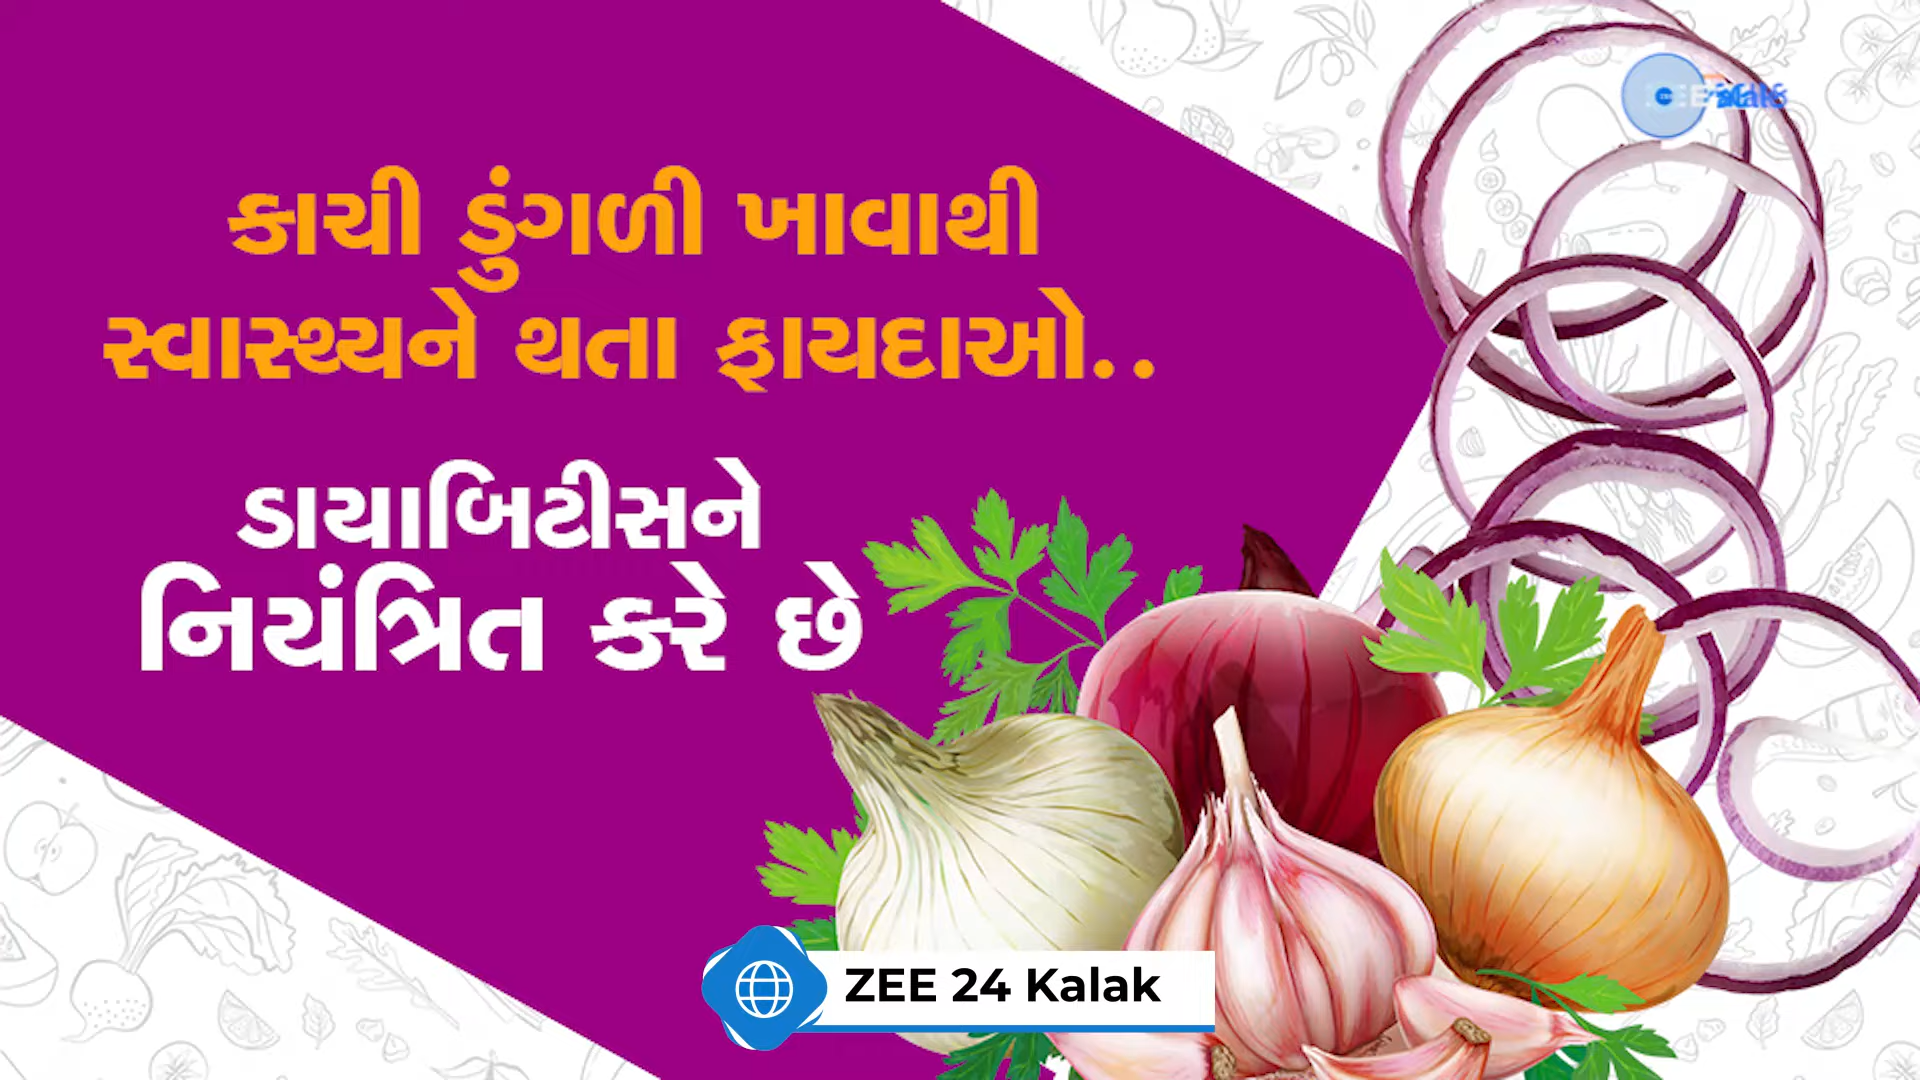 કાચી ડુંગળી ખાવાથી
સ્વાસ્થ્યને થતા ફાયદાઓ..
ડાયાબિટીસને
નિયંત્રિત કરે છે
ZEE 24 Kalak